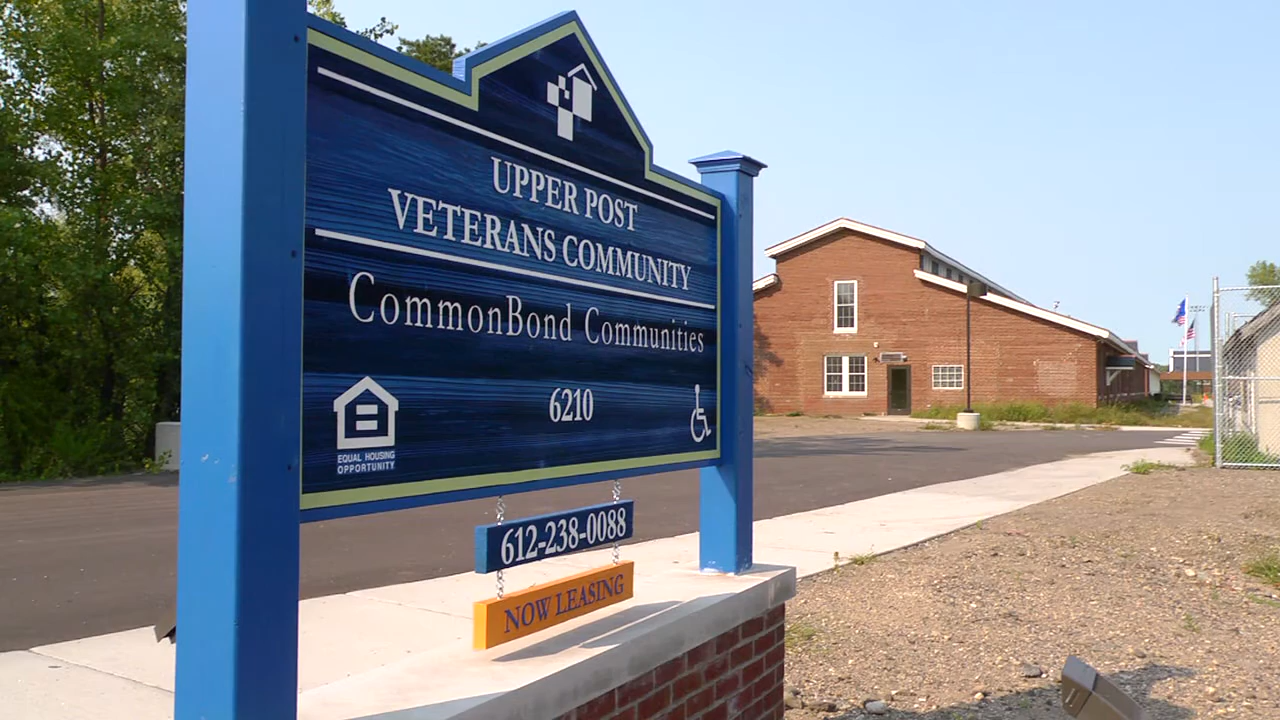 UPPER POST
VETERANS COMMUNITY
CommonBond Communities
6210
EQUAL HOUSING
OPPORTUNITY
612-238-0088
NOW LEASING